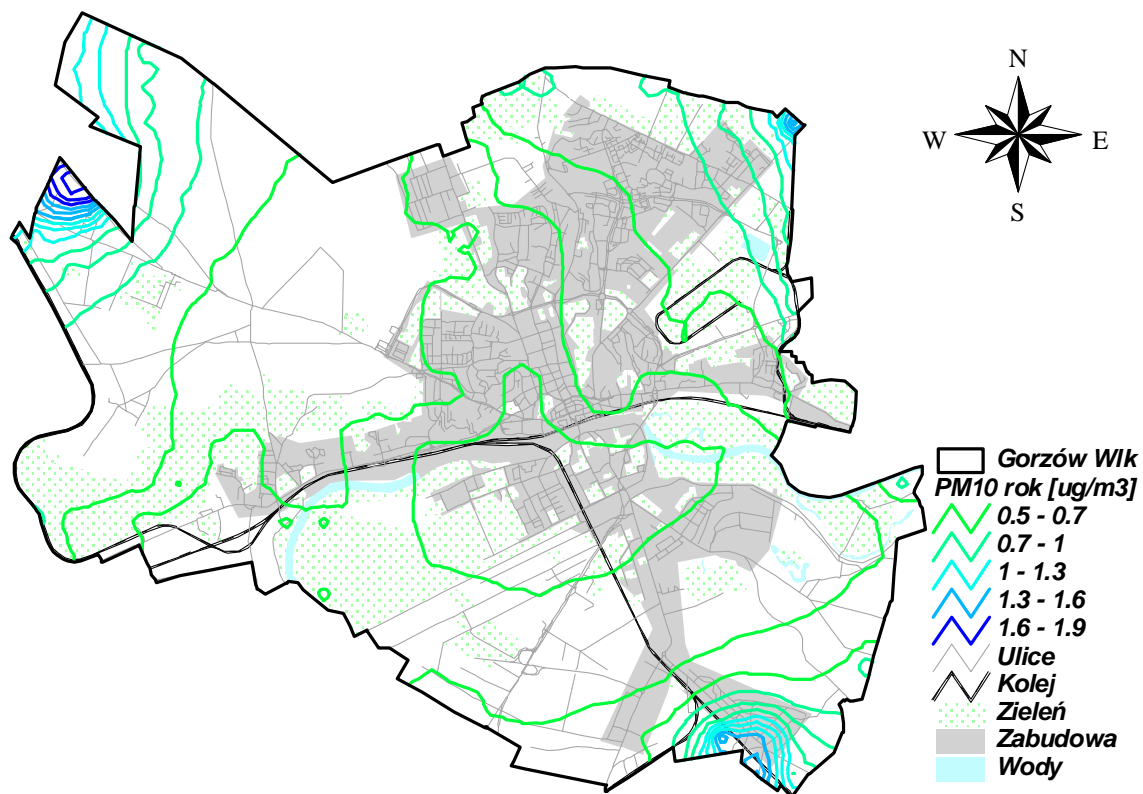 N
W E
S
Gorzów Wlk
PM10 rok [ug/m3]
0.5 - 0.7
0.7 - 1
1 - 1.3
1.3 - 1.6
1.6 - 1.9
Ulice
Kolej
Zieleń
Zabudowa
Wody